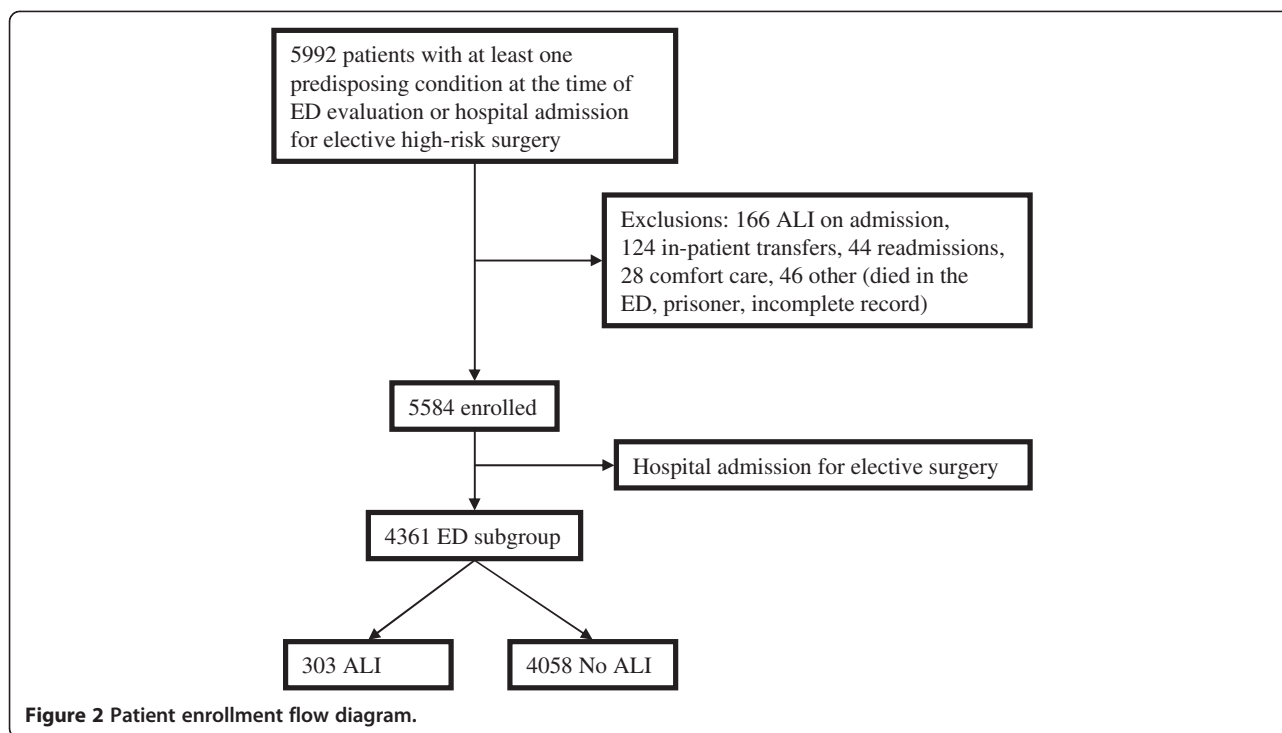 5992 patients with at least one
predisposing condition at the time of
ED evaluation or hospital admission
for elective high-risk surgery
Exclusions: 166 ALI on admission,
124 in-patient transfers, 44 readmissions,
28 comfort care, 46 other (died in the
ED, prisoner, incomplete record)
5584 enrolled
Hospital admission for elective surgery
4361 ED subgroup
303 ALI
4058 No ALI
Figure 2 Patient enrollment flow diagram.